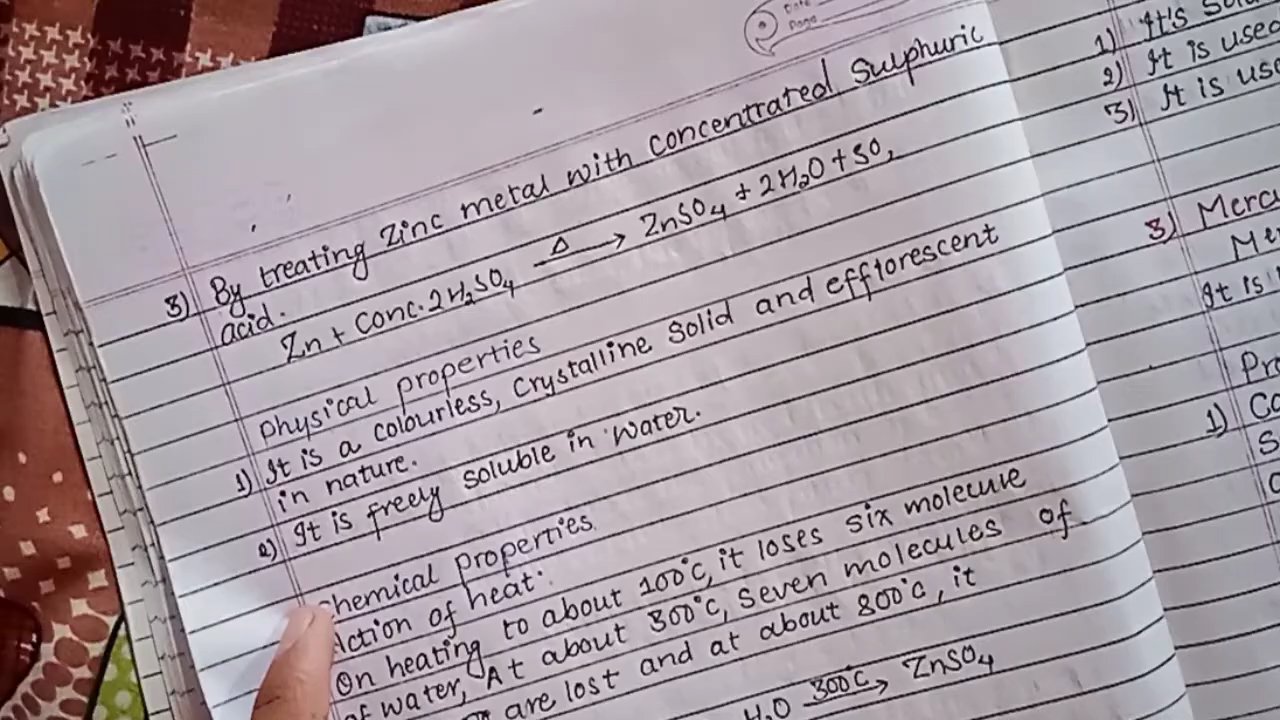 Date
Page
3) By treating zinc metal with concentrated sulphuric
acid.
Zn + conc. 2H₂SO₄ —Δ→ ZnSO₄ + 2H₂O + SO₂
Physical properties
1) It is a colourless, crystalline solid and efflorescent
in nature.
2) It is freely soluble in water.
Chemical properties.
Action of heat:
On heating to about 100°C, it loses six molecule
of water, At about 300°C, seven molecules of
are lost and at about 800°C, it
H₂O —300°C→ ZnSO₄
1) It's
2) It is used
3) It is
3)
It is
1)